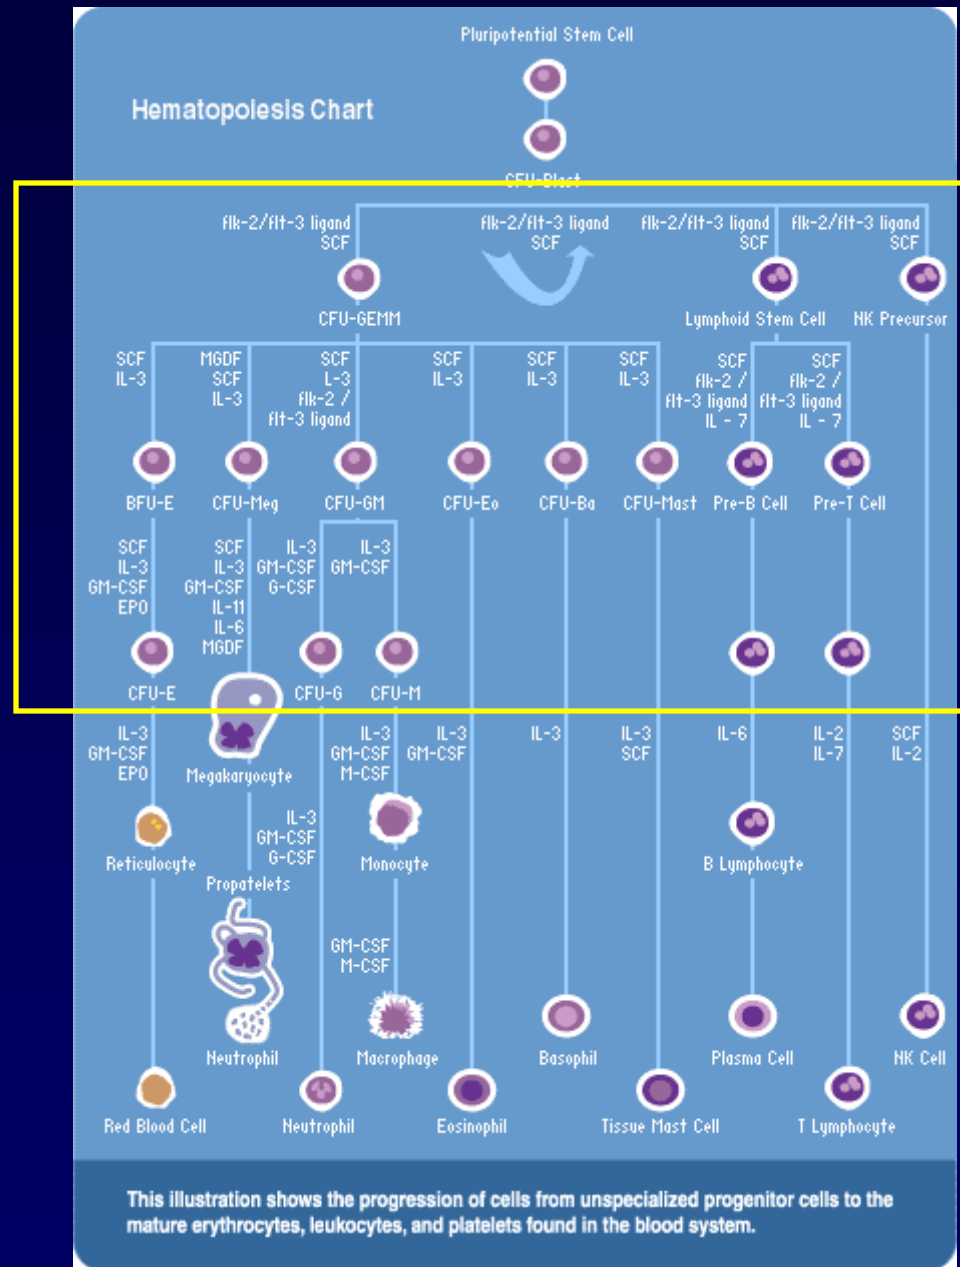 Pluripotential Stem Cell
Hematopolesis Chart
CFU-Blast
flk-2/flt-3 ligand
SCF
flk-2/flt-3 ligand
SCF
flk-2/flt-3 ligand
SCF
flk-2/flt-3 ligand
SCF
CFU-GEMM
Lymphoid Stem Cell
NK Precursor
SCF
IL-3
MGDF
SCF
IL-3
SCF
L-3
flk-2 /
flt-3 ligand
SCF
IL-3
SCF
IL-3
SCF
IL-3
SCF
flk-2 /
flt-3 ligand
IL - 7
SCF
flk-2 /
flt-3 ligand
IL - 7
BFU-E
CFU-Meg
CFU-GM
CFU-Eo
CFU-Ba
CFU-Mast
Pre-B Cell
Pre-T Cell
SCF
IL-3
GM-CSF
EPO
SCF
IL-3
GM-CSF
IL-11
IL-6
MGDF
IL-3
GM-CSF
G-CSF
IL-3
GM-CSF
CFU-E
CFU-G
CFU-M
IL-3
GM-CSF
EPO
Megakaryocyte
IL-3
GM-CSF
M-CSF
IL-3
GM-CSF
IL-3
IL-3
SCF
IL-6
IL-2
IL-7
SCF
IL-2
IL-3
GM-CSF
G-CSF
Reticulocyte
Monocyte
B Lymphocyte
Propatelets
GM-CSF
M-CSF
Neutrophil
Macrophage
Basophil
Plasma Cell
NK Cell
Red Blood Cell
Neutrophil
Eosinophil
Tissue Mast Cell
T Lymphocyte
This illustration shows the progression of cells from unspecialized progenitor cells to the
mature erythrocytes, leukocytes, and platelets found in the blood system.